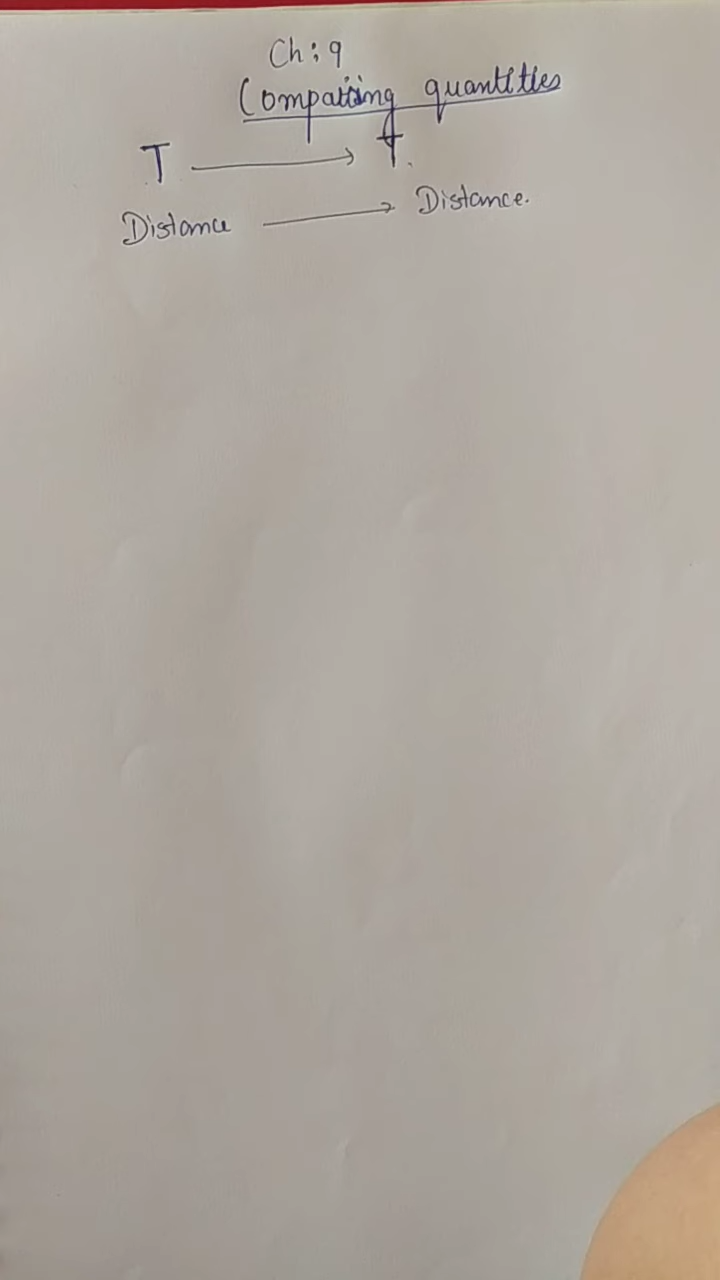 Ch: 9
Comparing quantities
T → t.
Distance → Distance.